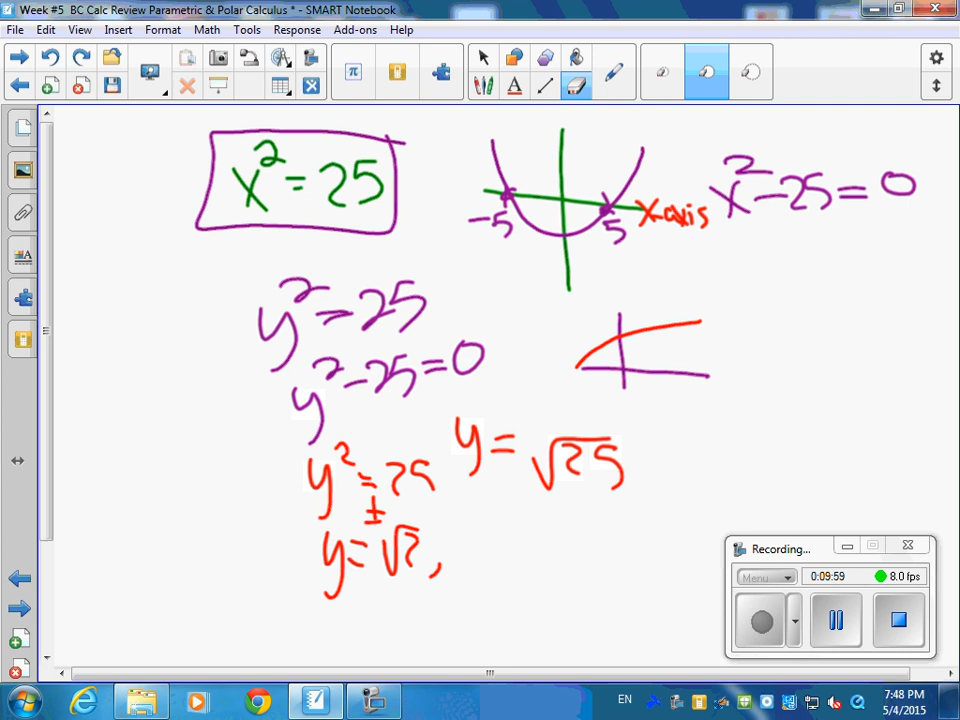 Week #5 BC Calc Review Parametric & Polar Calculus * - SMART Notebook
File Edit View Insert Format Math Tools Response Add-ons Help
x² = 25
x² - 25 = 0
-5
5
x axis
y² = 25
y² - 25 = 0
y² = 25
y = √25
±
y = √2,
Recording...
Menu
0:09:59
8.0 fps
EN
7:48 PM
5/4/2015